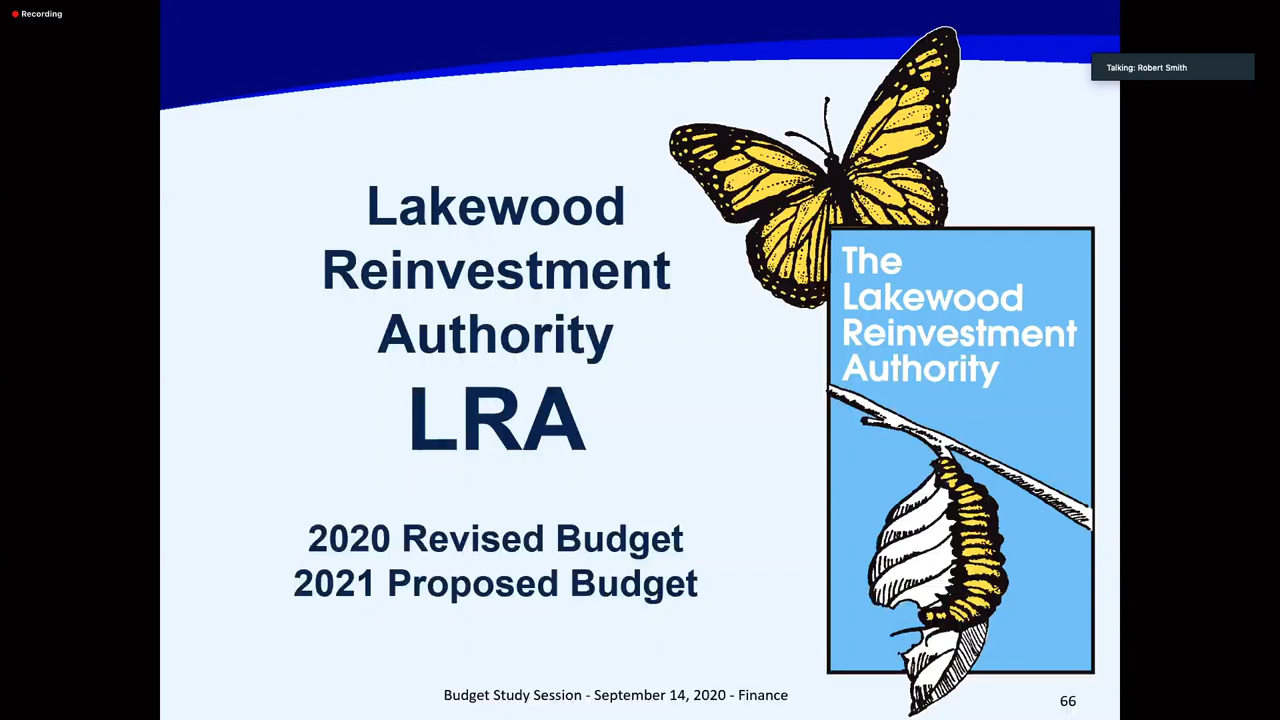 Recording
Talking: Robert Smith
Lakewood
Reinvestment
Authority
LRA
2020 Revised Budget
2021 Proposed Budget
The
Lakewood
Reinvestment
Authority
Budget Study Session - September 14, 2020 - Finance
66